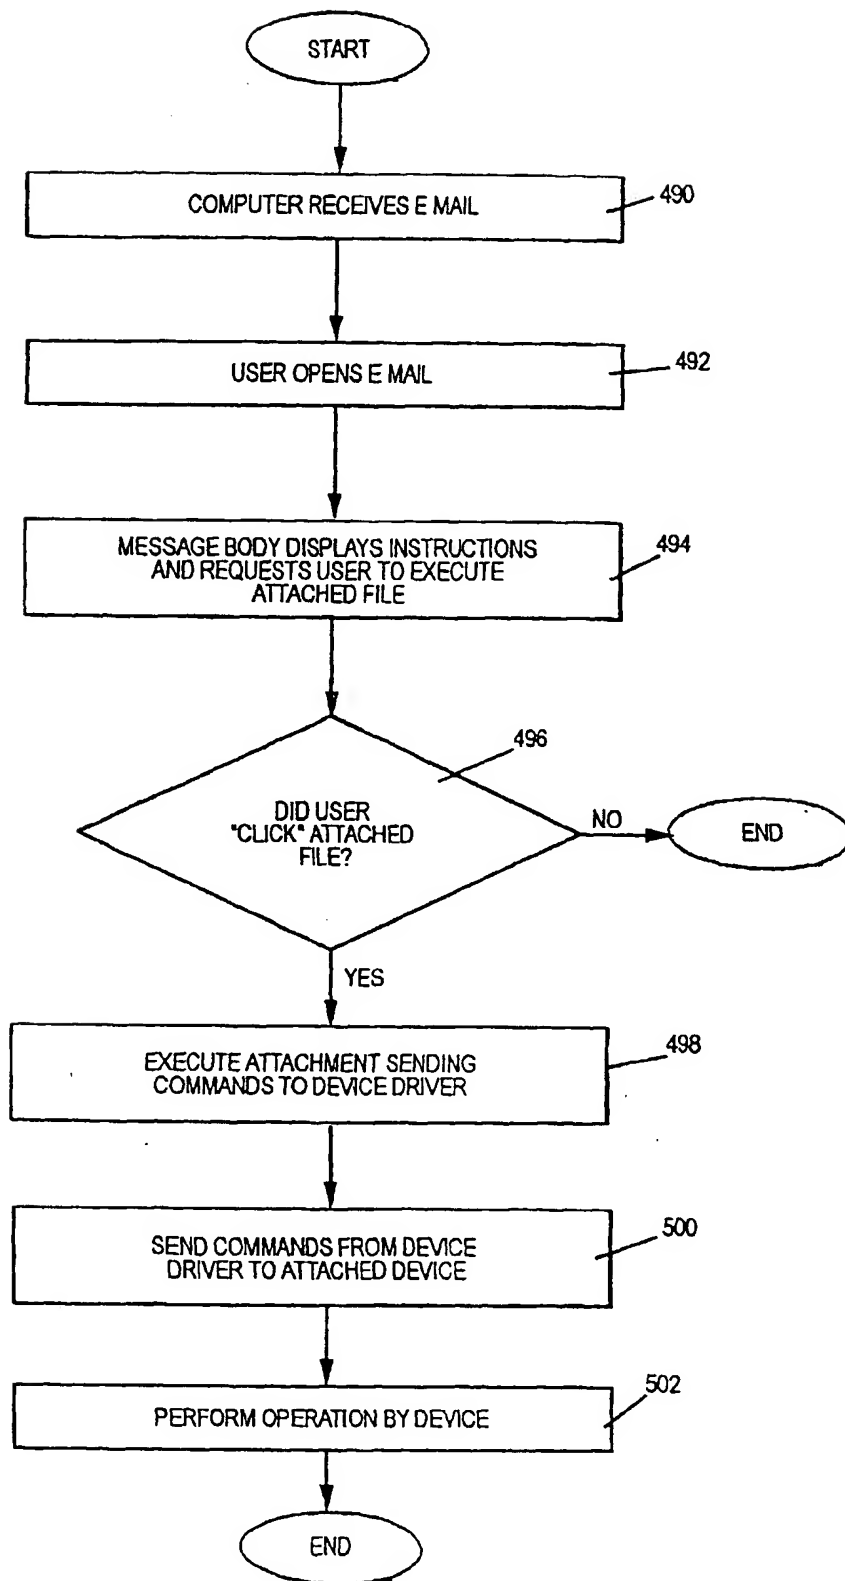 START
COMPUTER RECEIVES E MAIL
490
USER OPENS E MAIL
492
MESSAGE BODY DISPLAYS INSTRUCTIONS
AND REQUESTS USER TO EXECUTE
ATTACHED FILE
494
496
DID USER
"CLICK" ATTACHED
FILE?
NO
END
YES
EXECUTE ATTACHMENT SENDING
COMMANDS TO DEVICE DRIVER
498
SEND COMMANDS FROM DEVICE
DRIVER TO ATTACHED DEVICE
500
PERFORM OPERATION BY DEVICE
502
END